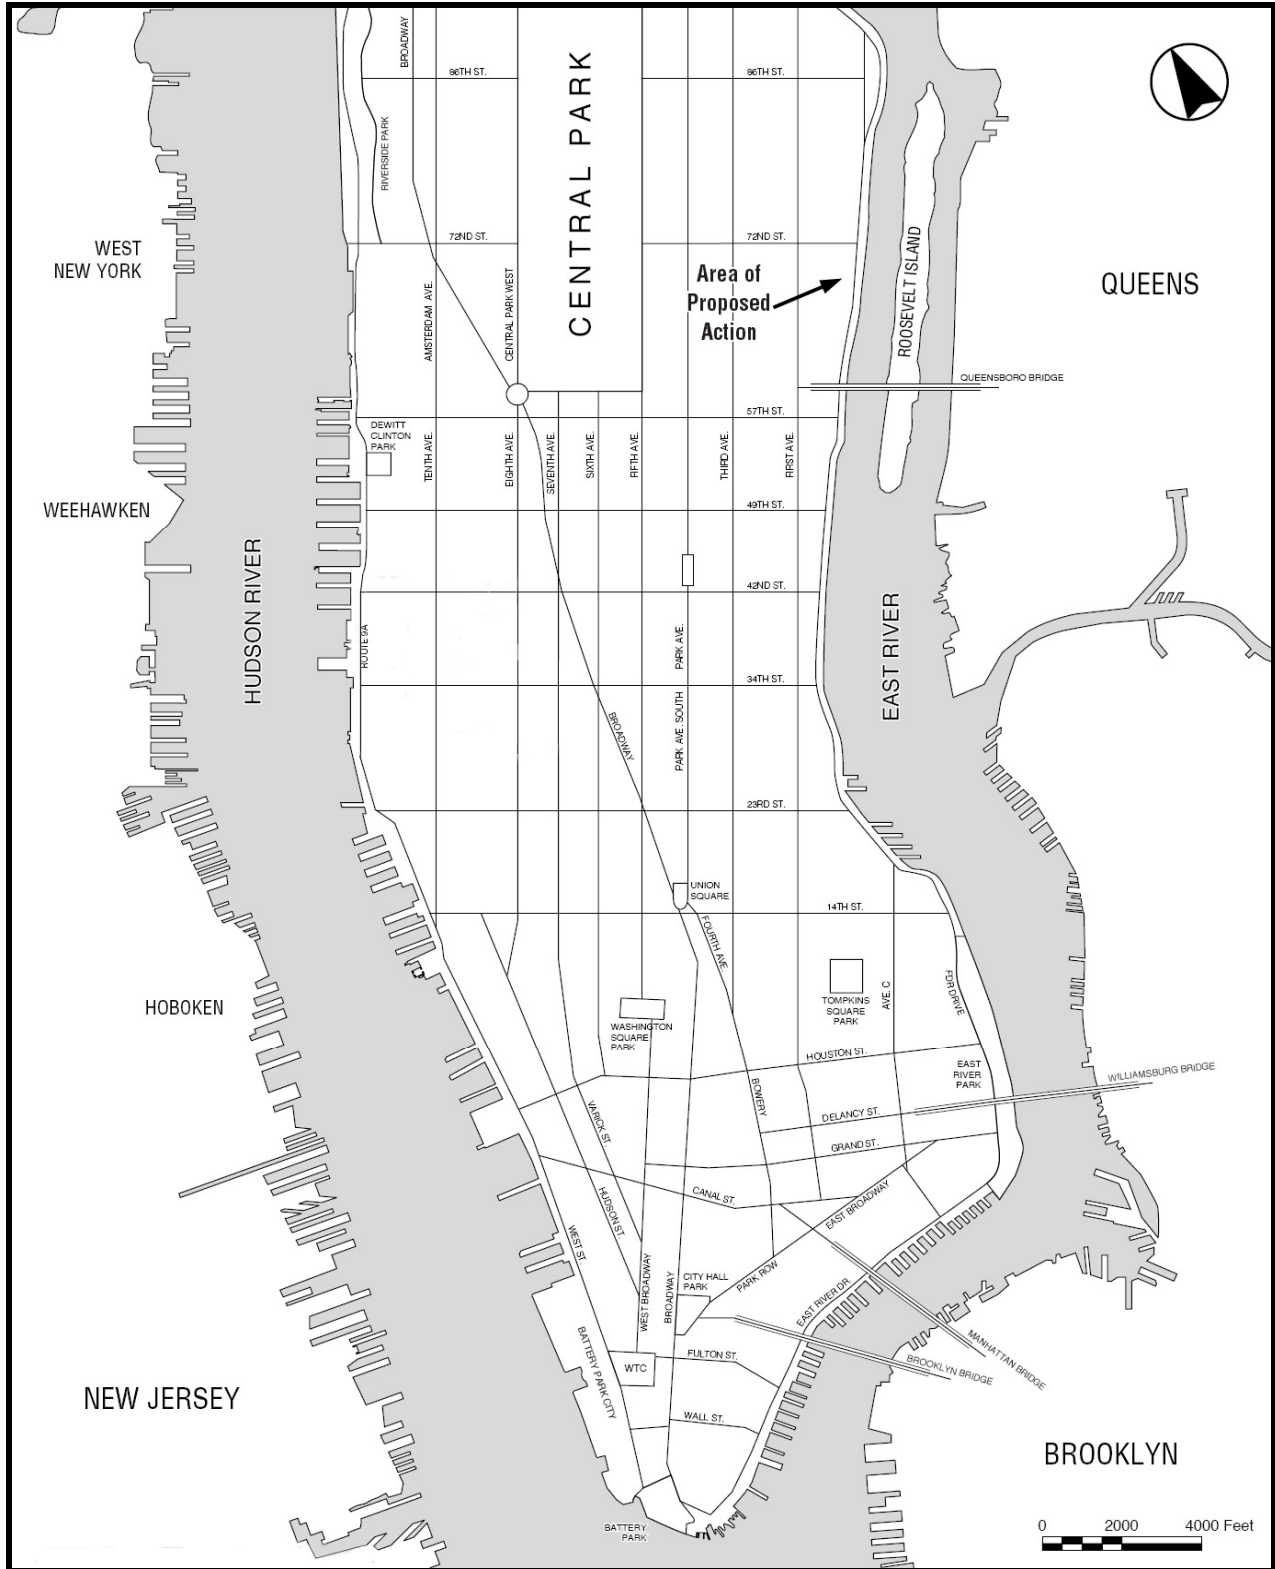 BROADWAY
86TH ST.
86TH ST.
CENTRAL PARK
RIVERSIDE PARK
72ND ST.
72ND ST.
WEST
NEW YORK
Area of
Proposed
Action
ROOSEVELT ISLAND
QUEENS
AMSTERDAM AVE.
CENTRAL PARK WEST
QUEENSBORO BRIDGE
57TH ST.
DEWITT
CLINTON
PARK
TENTH AVE.
EIGHTH AVE.
SEVENTH AVE.
SIXTH AVE.
FIFTH AVE.
THIRD AVE.
FIRST AVE.
49TH ST.
WEEHAWKEN
HUDSON RIVER
42ND ST.
EAST RIVER
ROUTE 9A
PARK AVE.
34TH ST.
PARK AVE. SOUTH
BROADWAY
23RD ST.
UNION
SQUARE
14TH ST.
FOURTH AVE.
HOBOKEN
TOMPKINS
SQUARE
PARK
AVE. C
FDR DRIVE
WASHINGTON
SQUARE
PARK
HOUSTON ST.
EAST
RIVER
PARK
WILLIAMSBURG BRIDGE
BOWERY
DELANCY ST.
VARICK ST.
GRAND ST.
CANAL ST.
HUDSON ST.
EAST BROADWAY
WEST ST.
WEST BROADWAY
BROADWAY
CITY HALL
PARK
PARK ROW
EAST RIVER DR.
MANHATTAN BRIDGE
BROOKLYN BRIDGE
FULTON ST.
WTC
BATTERY PARK CITY
NEW JERSEY
WALL ST.
BROOKLYN
BATTERY
PARK
0 2000 4000 Feet